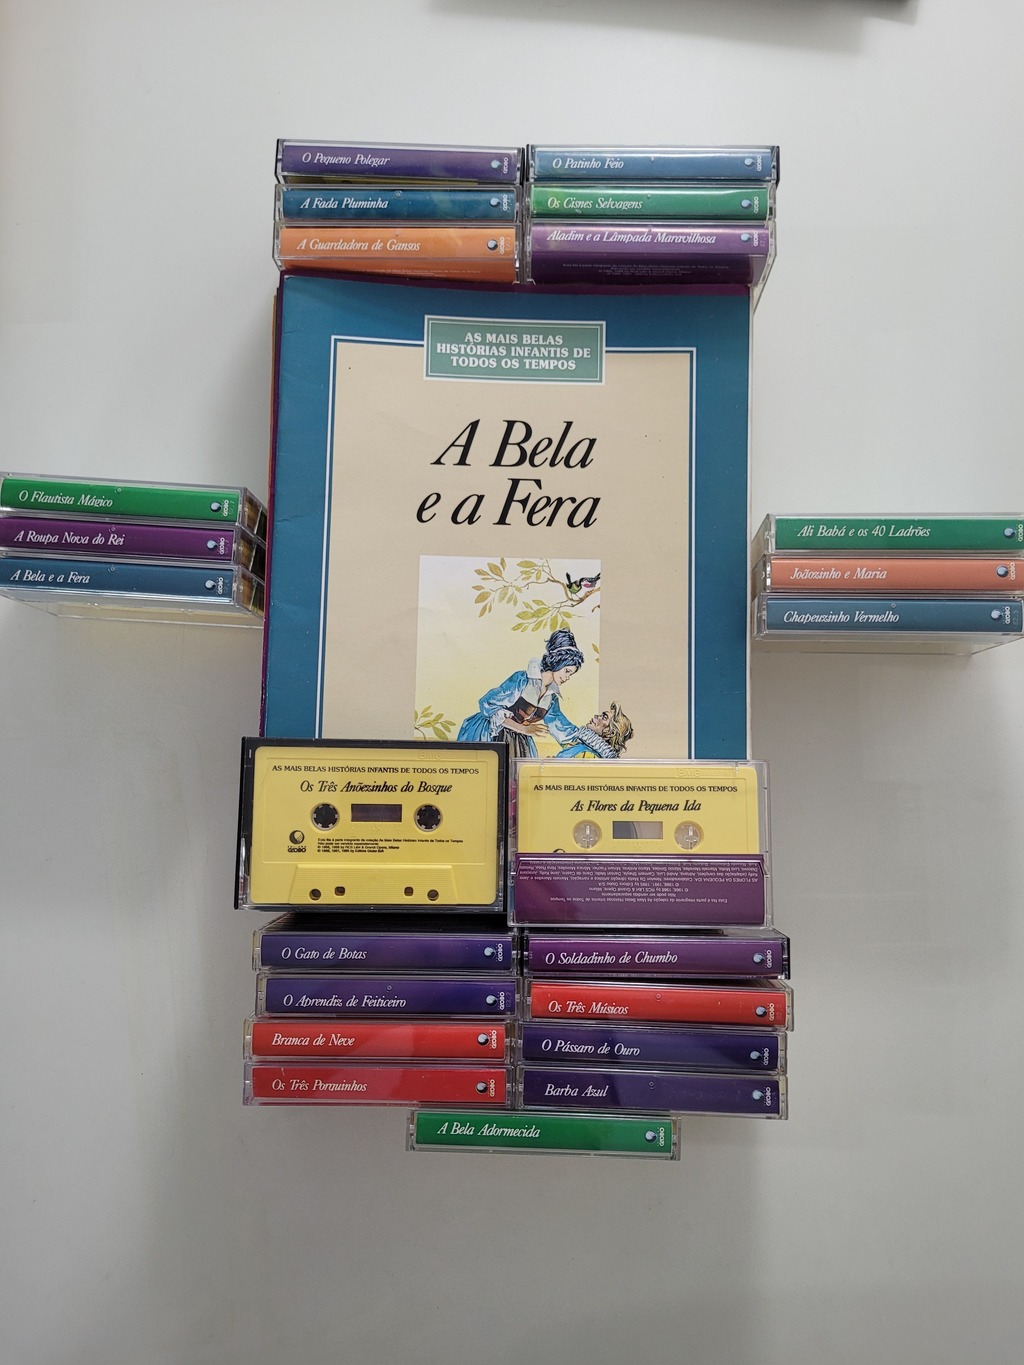 O Pequeno Polegar
O Patinho Feio
A Fada Pluminha
Os Cisnes Selvagens
A Guardadora de Gansos
Aladim e a Lâmpada Maravilhosa
AS MAIS BELAS
HISTÓRIAS INFANTIS DE
TODOS OS TEMPOS
A Bela
e a Fera
O Flautista Mágico
A Roupa Nova do Rei
A Bela e a Fera
Ali Babá e os 40 Ladrões
Joãozinho e Maria
Chapeuzinho Vermelho
AS MAIS BELAS HISTÓRIAS INFANTIS DE TODOS OS TEMPOS
Os Três Anõezinhos do Bosque
GLOBO
AS MAIS BELAS HISTÓRIAS INFANTIS DE TODOS OS TEMPOS
As Flores da Pequena Ida
O Gato de Botas
O Soldadinho de Chumbo
O Aprendiz de Feiticeiro
Os Três Músicos
Branca de Neve
O Pássaro de Ouro
Os Três Porquinhos
Barba Azul
A Bela Adormecida